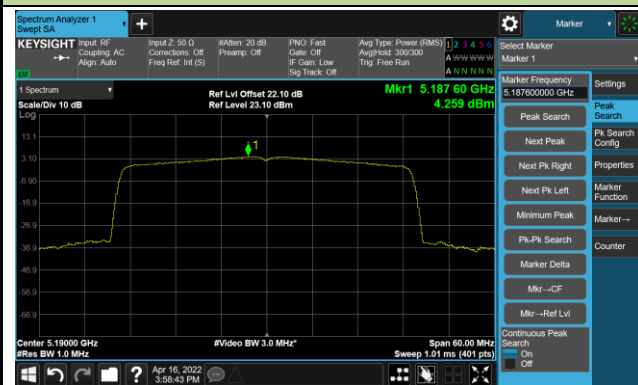 Spectrum Analyzer 1
Swept SA
Marker
KEYSIGHT
Input: RF
Coupling: AC
Align: Auto
Input Z: 50 Ω
Corrections: Off
Freq Ref: Int (S)
#Atten: 20 dB
Preamp: Off
PNO: Fast
Gate: Off
IF Gain: Low
Sig Track: Off
Avg Type: Power (RMS)
Avg|Hold: 300/300
Trig: Free Run
1 2 3 4 5 6
A W W W W W
A N N N N N
Select Marker
Marker 1
1 Spectrum
Scale/Div 10 dB
Log
Ref Lvl Offset 22.10 dB
Ref Level 23.10 dBm
Mkr1 5.187 60 GHz
4.259 dBm
13.1
3.10
-6.90
-16.9
-26.9
-36.9
-46.9
-56.9
-66.9
1
Center 5.19000 GHz
#Res BW 1.0 MHz
#Video BW 3.0 MHz*
Span 60.00 MHz
Sweep 1.01 ms (401 pts)
Marker Frequency
5.187600000 GHz
Peak Search
Next Peak
Next Pk Right
Next Pk Left
Minimum Peak
Pk-Pk Search
Marker Delta
Mkr→CF
Mkr→Ref Lvl
Continuous Peak
Search
On
Off
Settings
Peak
Search
Pk Search
Config
Properties
Marker
Function
Marker→
Counter
Apr 16, 2022
3:58:43 PM